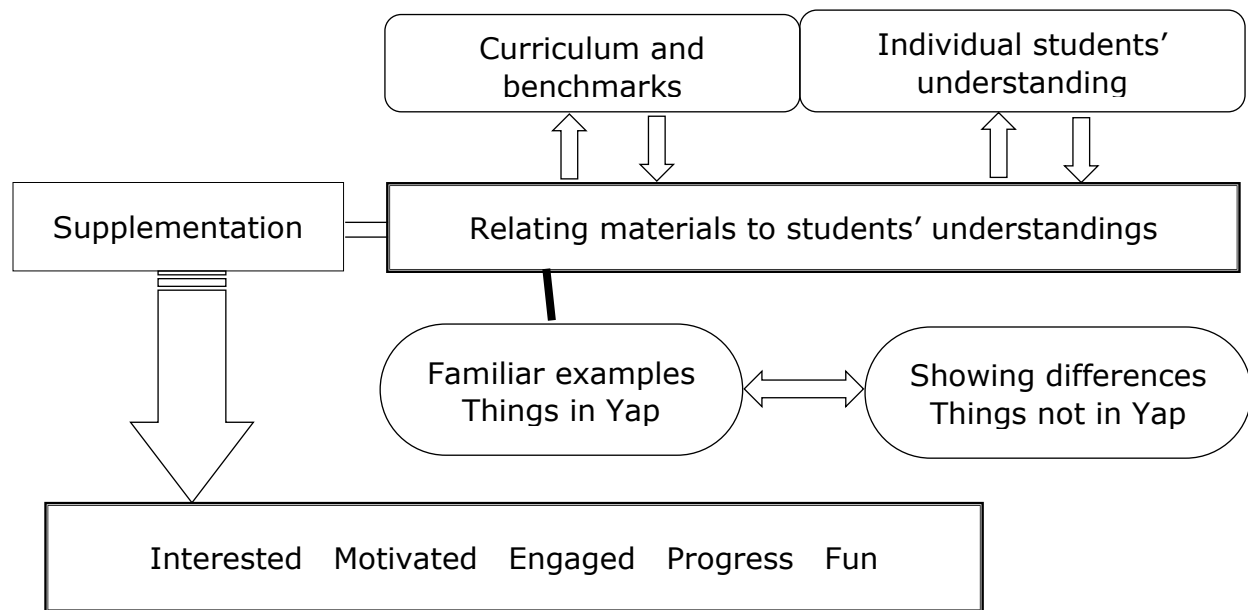 Curriculum and
benchmarks
Individual students’
understanding
Supplementation
Relating materials to students’ understandings
Familiar examples
Things in Yap
Showing differences
Things not in Yap
Interested Motivated Engaged Progress Fun